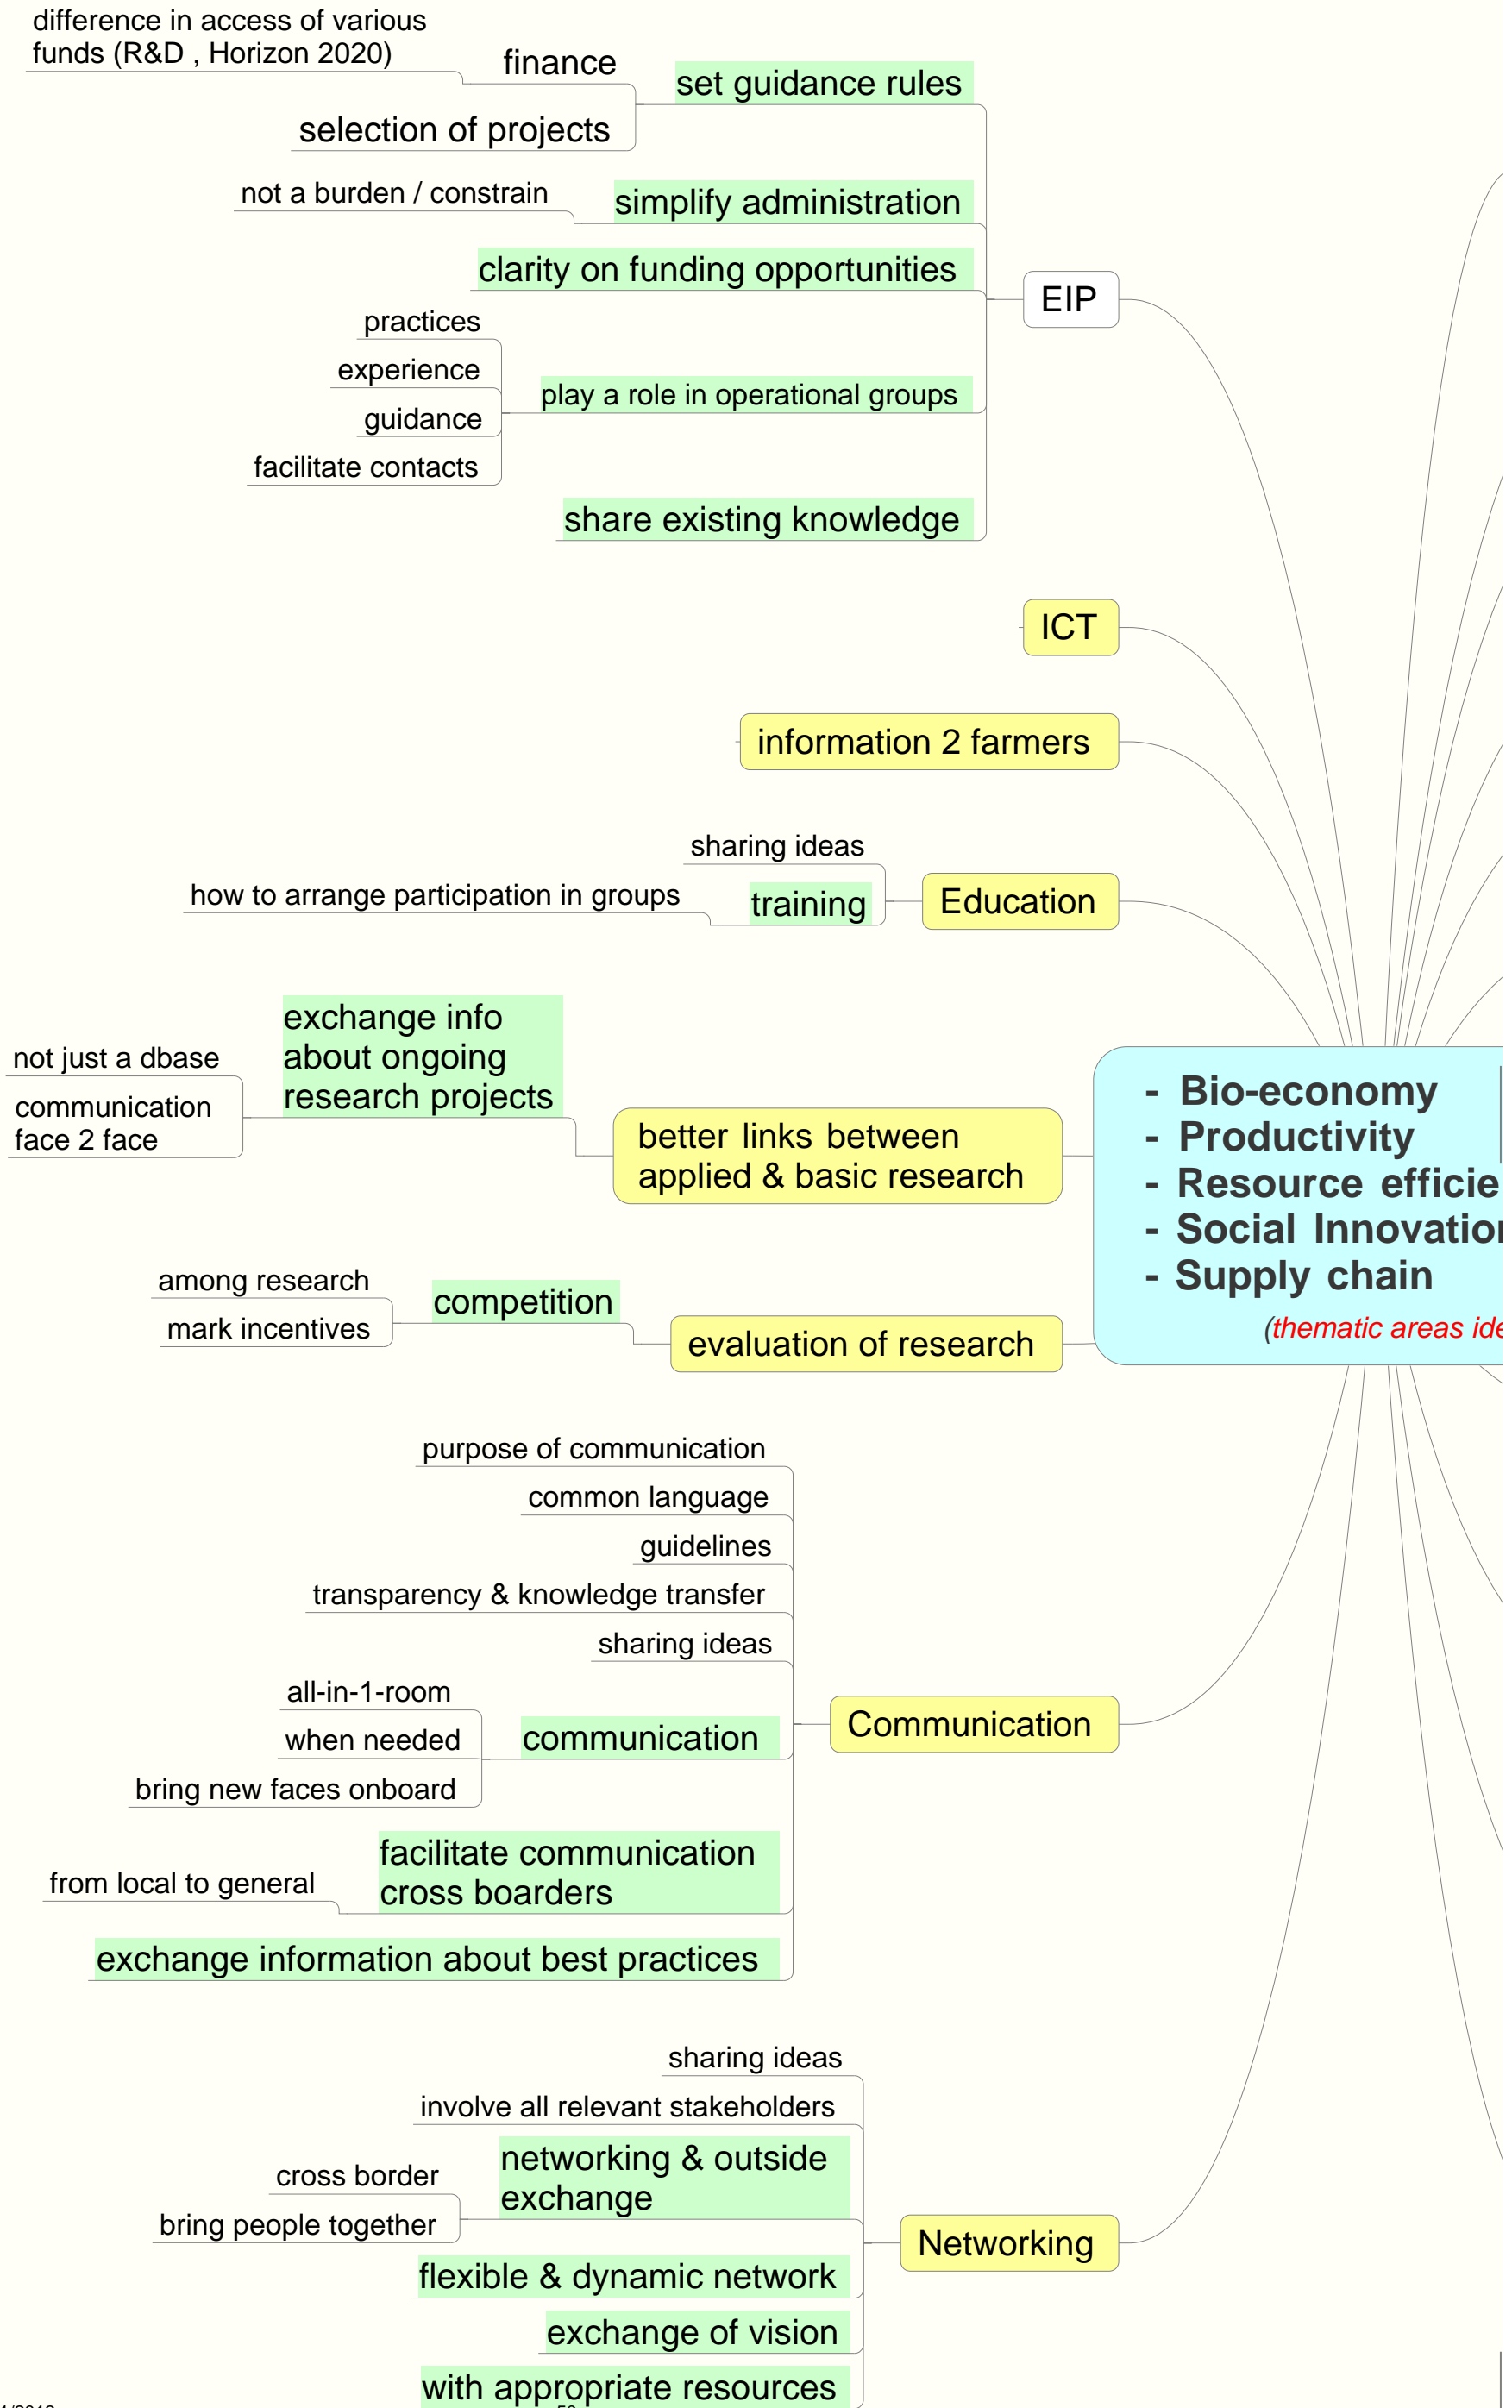 difference in access of various
funds (R&D , Horizon 2020)
finance
selection of projects
set guidance rules
not a burden / constrain
simplify administration
clarity on funding opportunities
practices
experience
guidance
facilitate contacts
play a role in operational groups
share existing knowledge
EIP
ICT
information 2 farmers
sharing ideas
how to arrange participation in groups
training
Education
not just a dbase
communication
face 2 face
exchange info
about ongoing
research projects
better links between
applied & basic research
among research
mark incentives
competition
evaluation of research
- Bio-economy
- Productivity
- Resource efficie
- Social Innovation
- Supply chain
(thematic areas ide
purpose of communication
common language
guidelines
transparency & knowledge transfer
sharing ideas
all-in-1-room
when needed
bring new faces onboard
communication
from local to general
facilitate communication
cross boarders
exchange information about best practices
Communication
sharing ideas
involve all relevant stakeholders
cross border
bring people together
networking & outside
exchange
flexible & dynamic network
exchange of vision
with appropriate resources
Networking